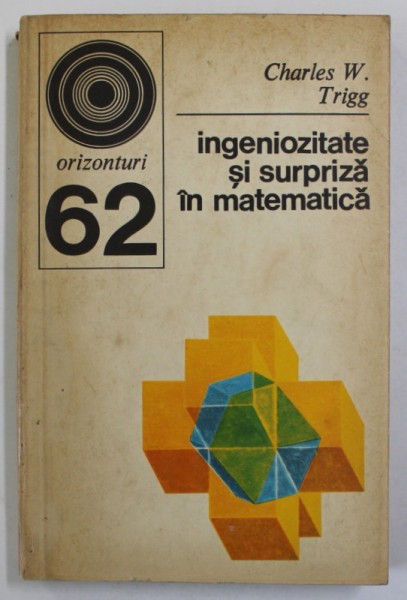 orizonturi
62
Charles W.
Trigg
ingeniozitate
și surpriză
în matematică